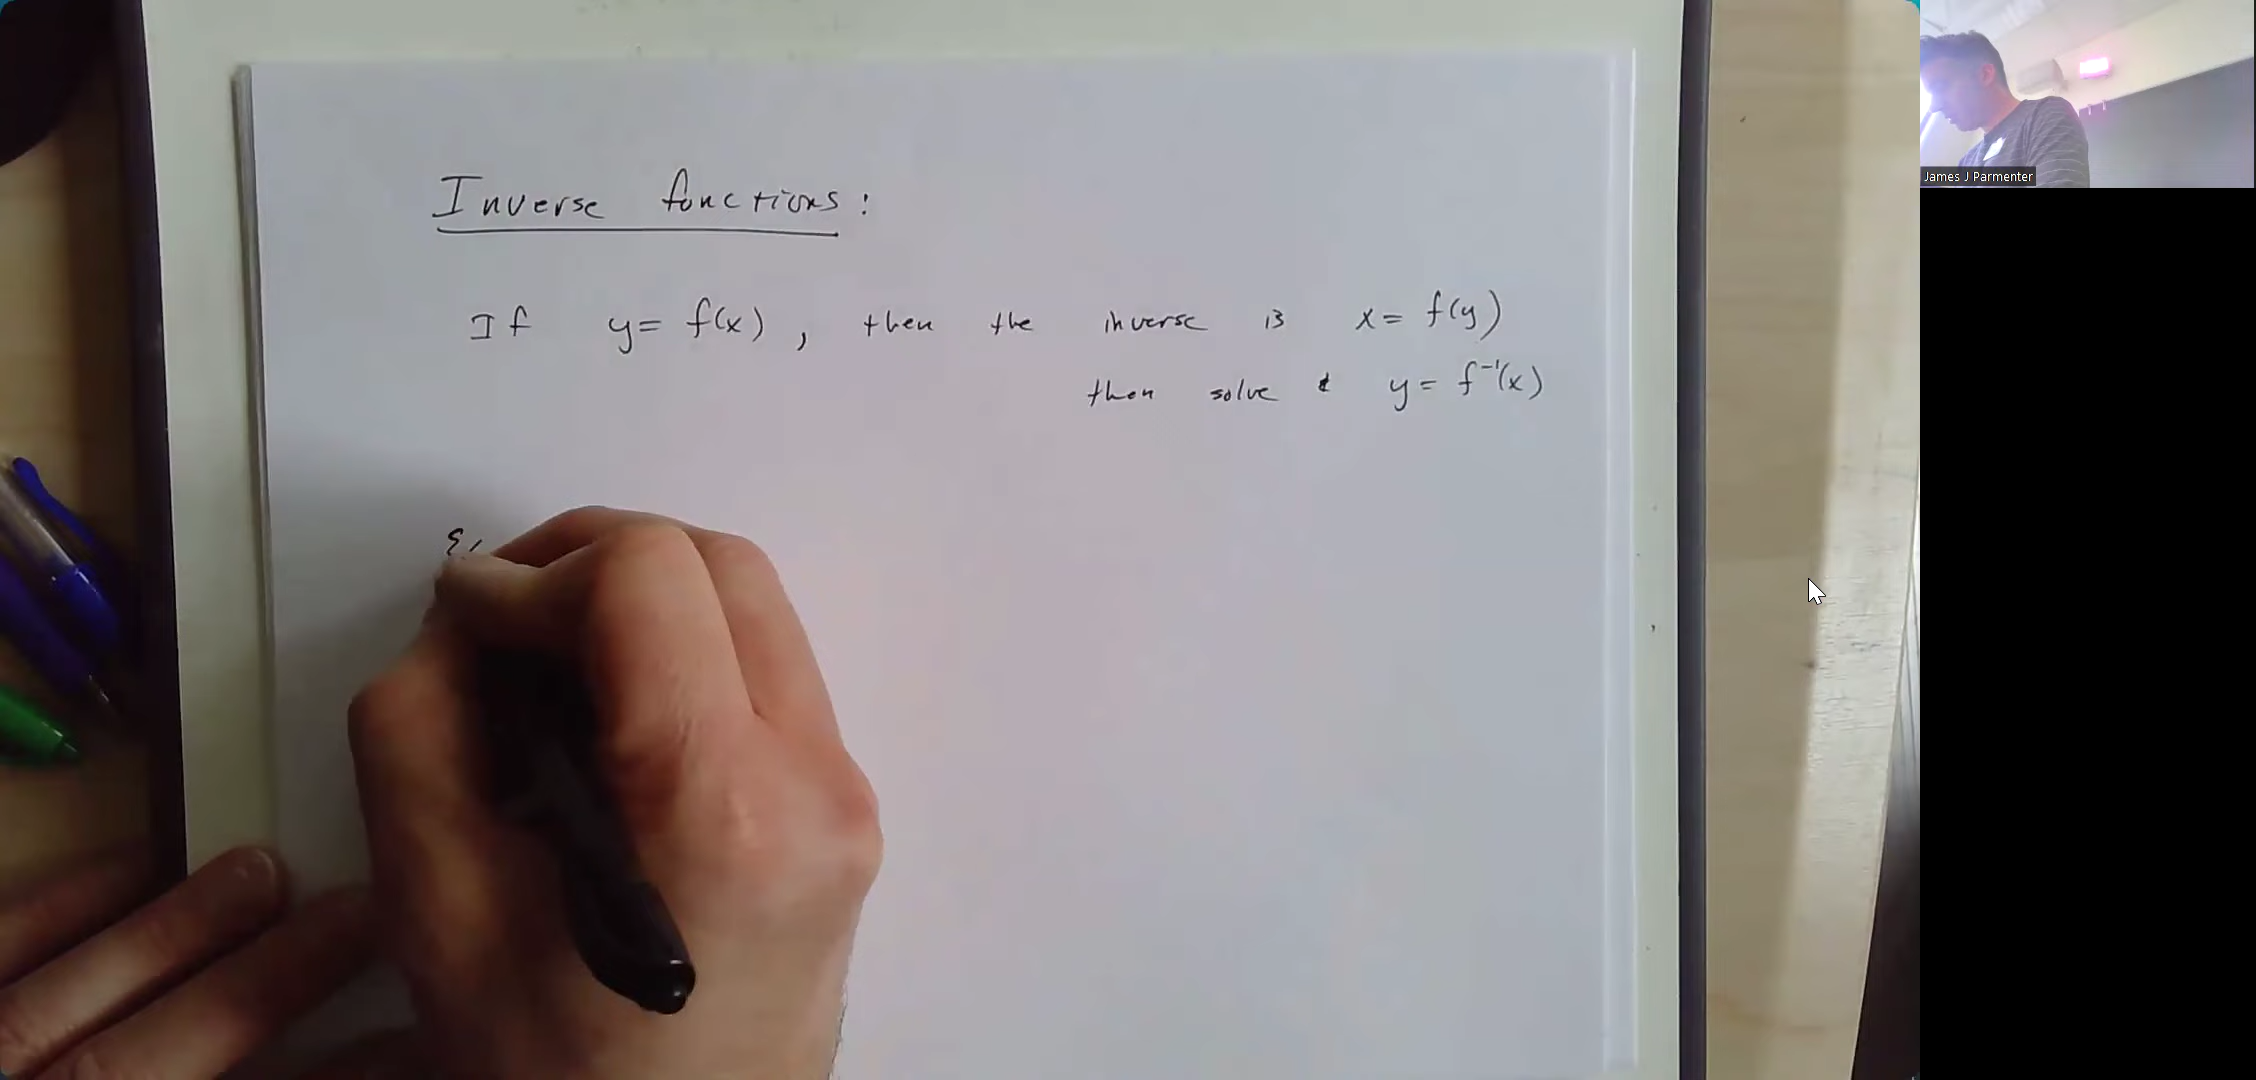 Inverse functions:
If y = f(x), then the inverse is x = f(y)
then solve & y = f⁻¹(x)
James J Parmenter